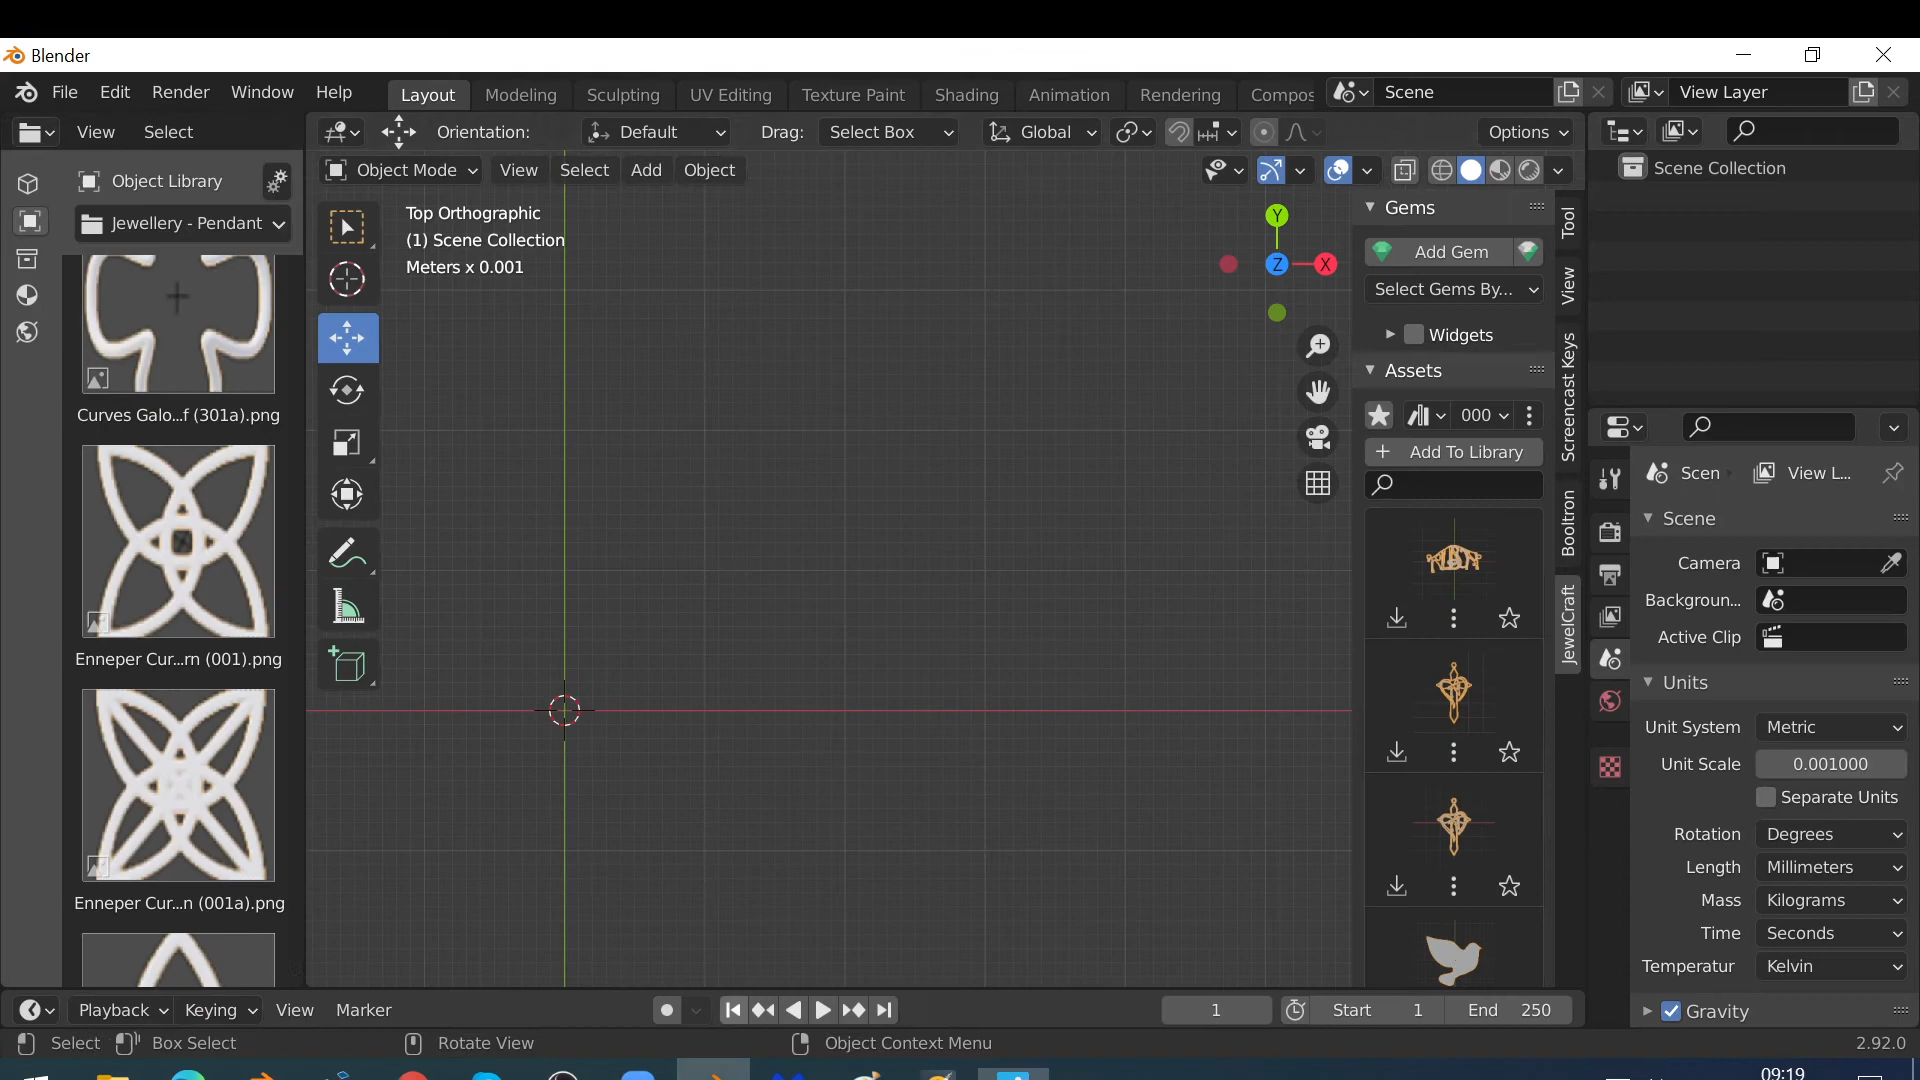 Blender
File Edit Render Window Help
Layout Modeling Sculpting UV Editing Texture Paint Shading Animation Rendering Compos
Scene
View Layer
View Select
Orientation: Default Drag: Select Box Global Options
Object Library
Jewellery - Pendant
Object Mode View Select Add Object
Top Orthographic
(1) Scene Collection
Meters x 0.001
Y
Z
X
Curves Galo...f (301a).png
Enneper Cur...rn (001).png
Enneper Cur...n (001a).png
Gems
Add Gem
Select Gems By...
Widgets
Assets
000
Add To Library
Tool
View
Screencast Keys
Booltron
JewelCraft
Scene Collection
Scen View L...
Scene
Camera
Backgroun...
Active Clip
Units
Unit System Metric
Unit Scale 0.001000
Separate Units
Rotation Degrees
Length Millimeters
Mass Kilograms
Time Seconds
Temperatur Kelvin
Gravity
Playback Keying View Marker
1 Start 1 End 250
Select Box Select Rotate View Object Context Menu 2.92.0
09:19